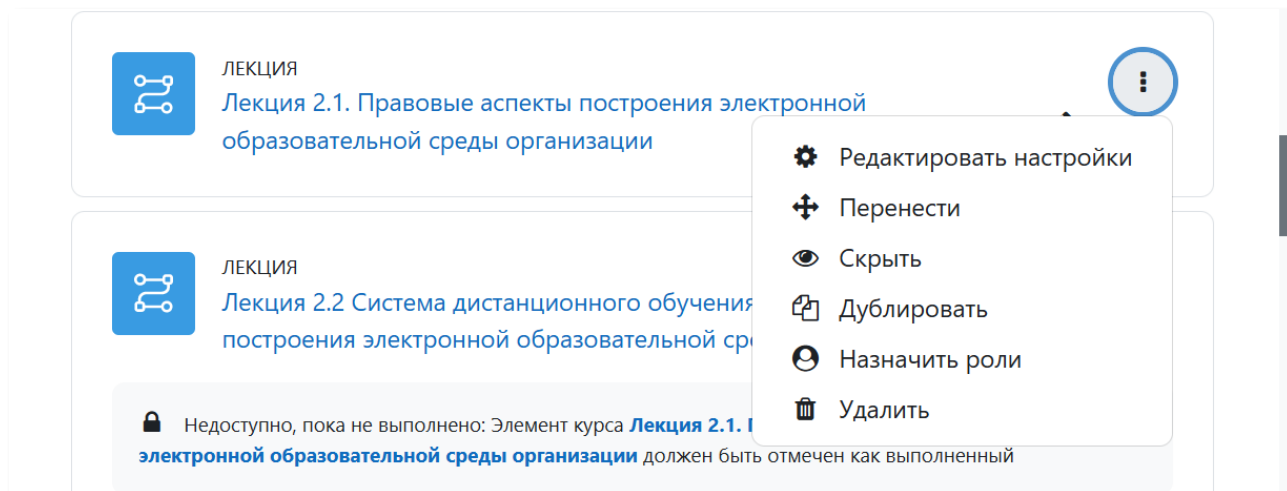 ЛЕКЦИЯ
Лекция 2.1. Правовые аспекты построения электронной
образовательной среды организации
Редактировать настройки
Перенести
Скрыть
Дублировать
Назначить роли
Удалить
ЛЕКЦИЯ
Лекция 2.2 Система дистанционного обучения
построения электронной образовательной
Недоступно, пока не выполнено: Элемент курса Лекция 2.1.
электронной образовательной среды организации должен быть отмечен как выполненный